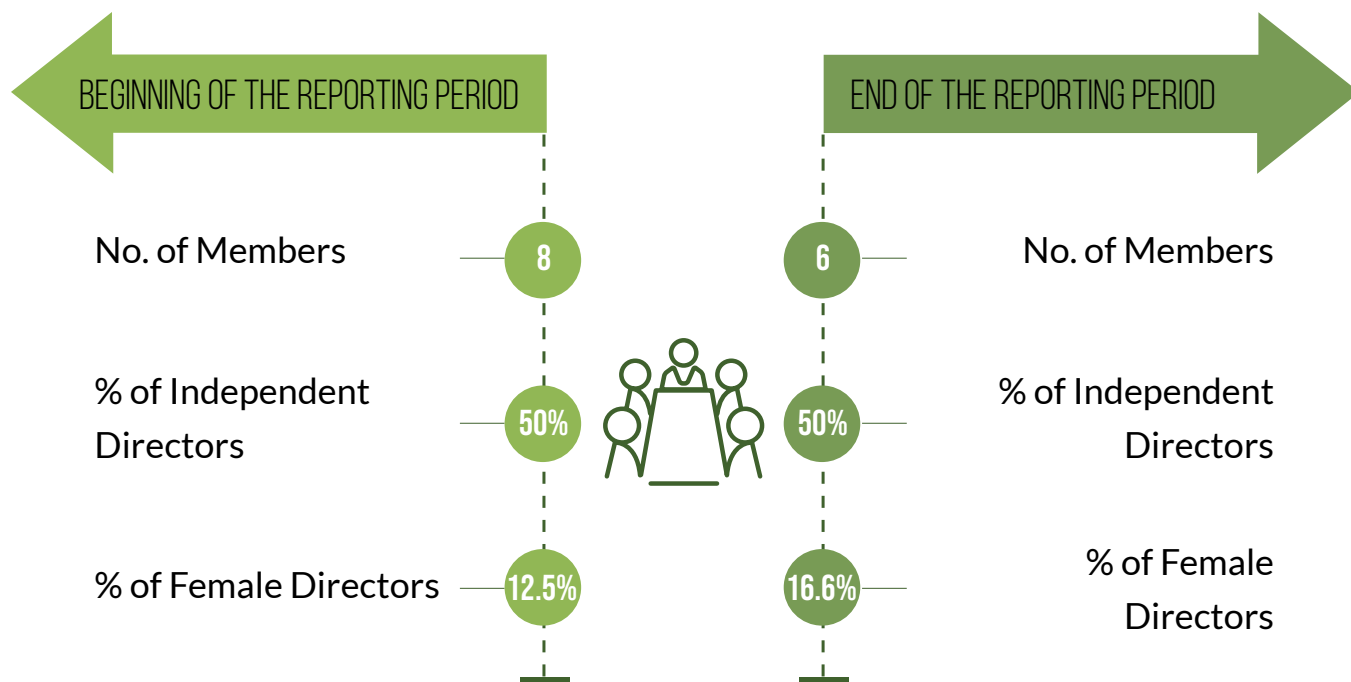 BEGINNING OF THE REPORTING PERIOD
END OF THE REPORTING PERIOD
No. of Members
8
6
No. of Members
% of Independent
Directors
50%
50%
% of Independent
Directors
% of Female Directors
12.5%
16.6%
% of Female
Directors